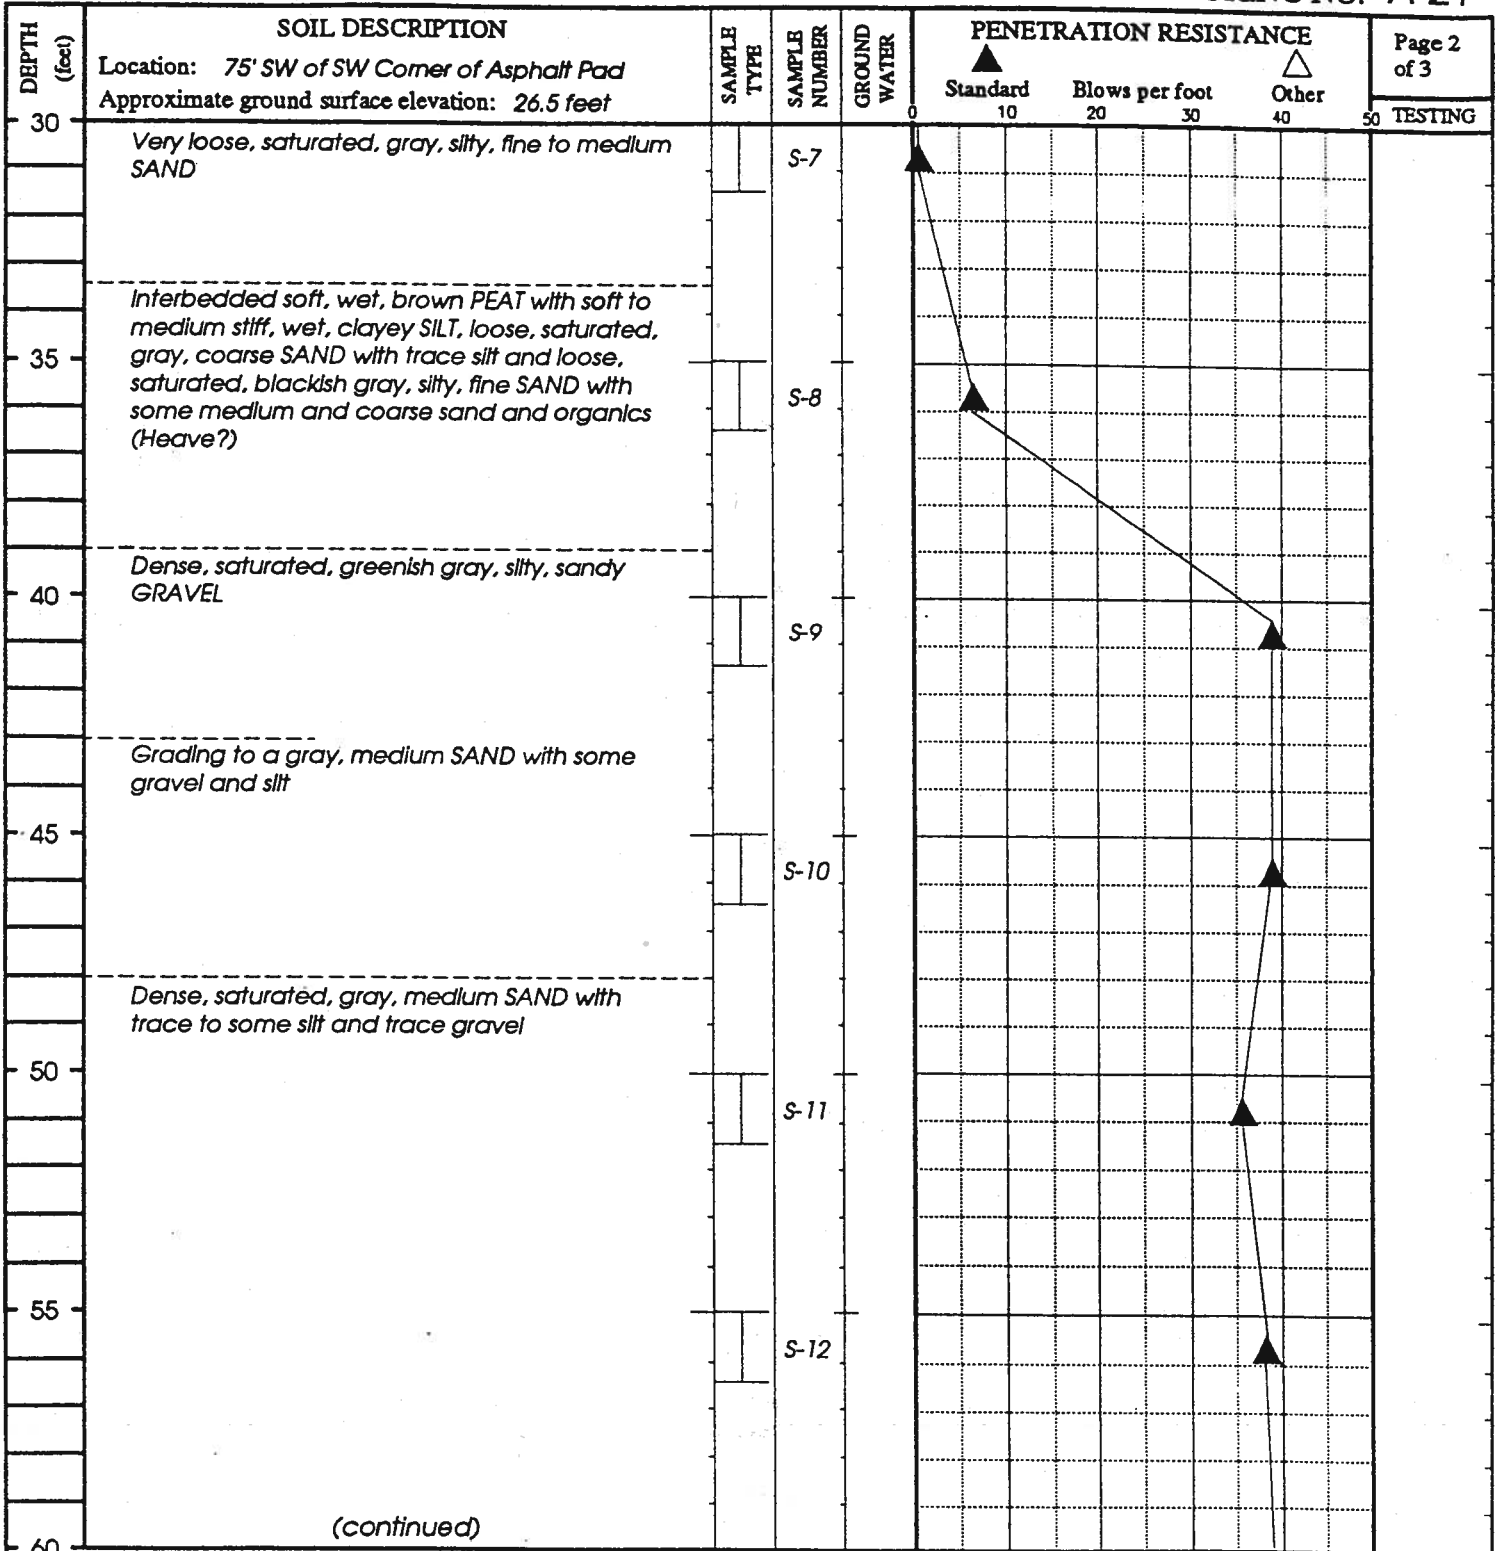 DEPTH
(feet)
SOIL DESCRIPTION
Location: 75' SW of SW Corner of Asphalt Pad
Approximate ground surface elevation: 26.5 feet
SAMPLE
TYPE
SAMPLE
NUMBER
GROUND
WATER
PENETRATION RESISTANCE
Standard Blows per foot Other
0 10 20 30 40 50
Page 2
of 3
TESTING
30
Very loose, saturated, gray, silty, fine to medium
SAND
S-7
Interbedded soft, wet, brown PEAT with soft to
medium stiff, wet, clayey SILT, loose, saturated,
gray, coarse SAND with trace silt and loose,
saturated, blackish gray, silty, fine SAND with
some medium and coarse sand and organics
(Heave?)
35
S-8
Dense, saturated, greenish gray, silty, sandy
GRAVEL
40
S-9
Grading to a gray, medium SAND with some
gravel and silt
45
S-10
Dense, saturated, gray, medium SAND with
trace to some silt and trace gravel
50
S-11
55
S-12
(continued)
60